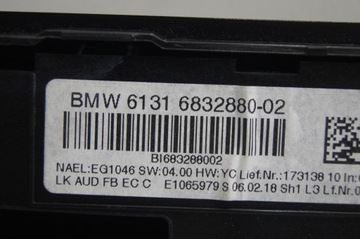 BMW 6131 6832880-02
BI683288002
NAEL:EG1046 SW:04.00 HW:YC Lief.Nr.:173138 10 In:
LK AUD FB EC C E1065979 S 06.02.18 Sh1 L3 Lf.Nr.0